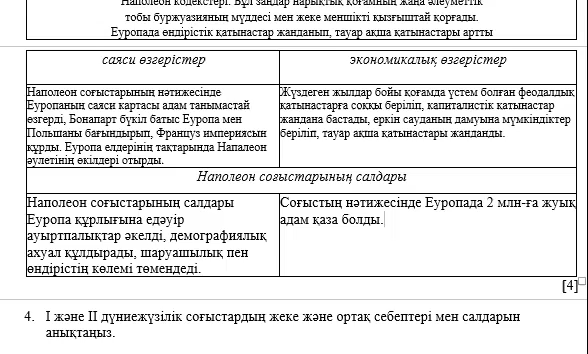 Наполеон кодекстері. Бұл заңдар нарықтық қоғамның жаңа әлеуметтік
тобы буржуазияның мүддесі мен жеке меншікті қызғыштай қорғады.
Еуропада өндірістік қатынастар жанданып, тауар ақша қатынастары артты
саяси өзгерістер
экономикалық өзгерістер
Наполеон соғыстарының нәтижесінде
Еуропаның саяси картасы адам танымастай
өзгерді, Бонапарт бүкіл батыс Еуропа мен
Польшаны бағындырып, Француз империясын
құрды. Еуропа елдерінің тақтарында Напалеон
әулетінің өкілдері отырды.
Жүздеген жылдар бойы қоғамда үстем болған феодалдық
қатынастарға соққы беріліп, капиталистік қатынастар
жандана бастады, еркін сауданың дамуына мүмкіндіктер
беріліп, тауар ақша қатынастары жанданды.
Наполеон соғыстарының салдары
Наполеон соғыстарының салдары
Еуропа құрлығына едәуір
ауыртпалықтар әкелді, демографиялық
ахуал құлдырады, шаруашылық пен
өндірістің көлемі төмендеді.
Соғыстың нәтижесінде Еуропада 2 млн-ға жуық
адам қаза болды.
[4]
4. І және ІІ дүниежүзілік соғыстардың жеке және ортақ себептері мен салдарын
анықтаңыз.